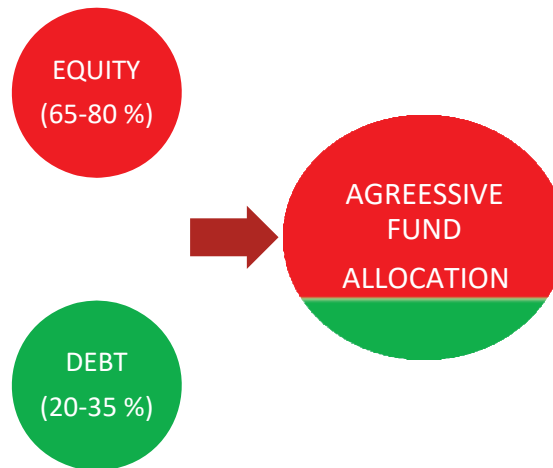 EQUITY
(65-80 %)
AGREESSIVE
FUND
ALLOCATION
DEBT
(20-35 %)